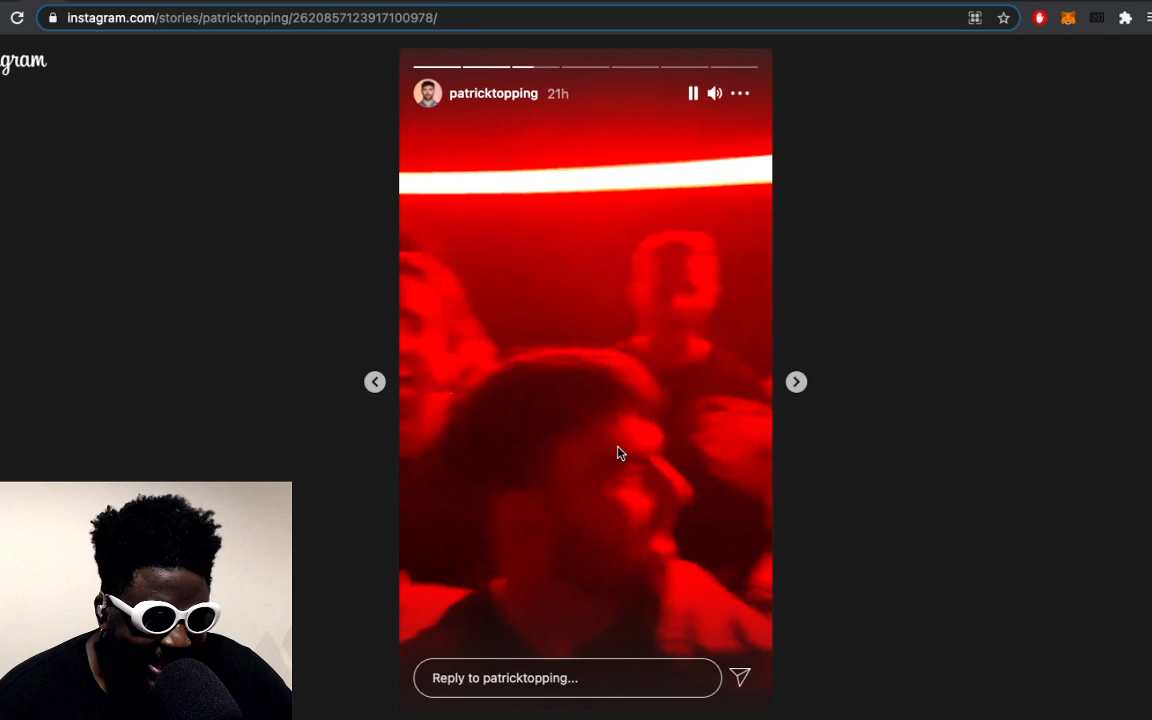 instagram.com/stories/patricktopping/2620857123917100978/
gram
patricktopping 21h
Reply to patricktopping...